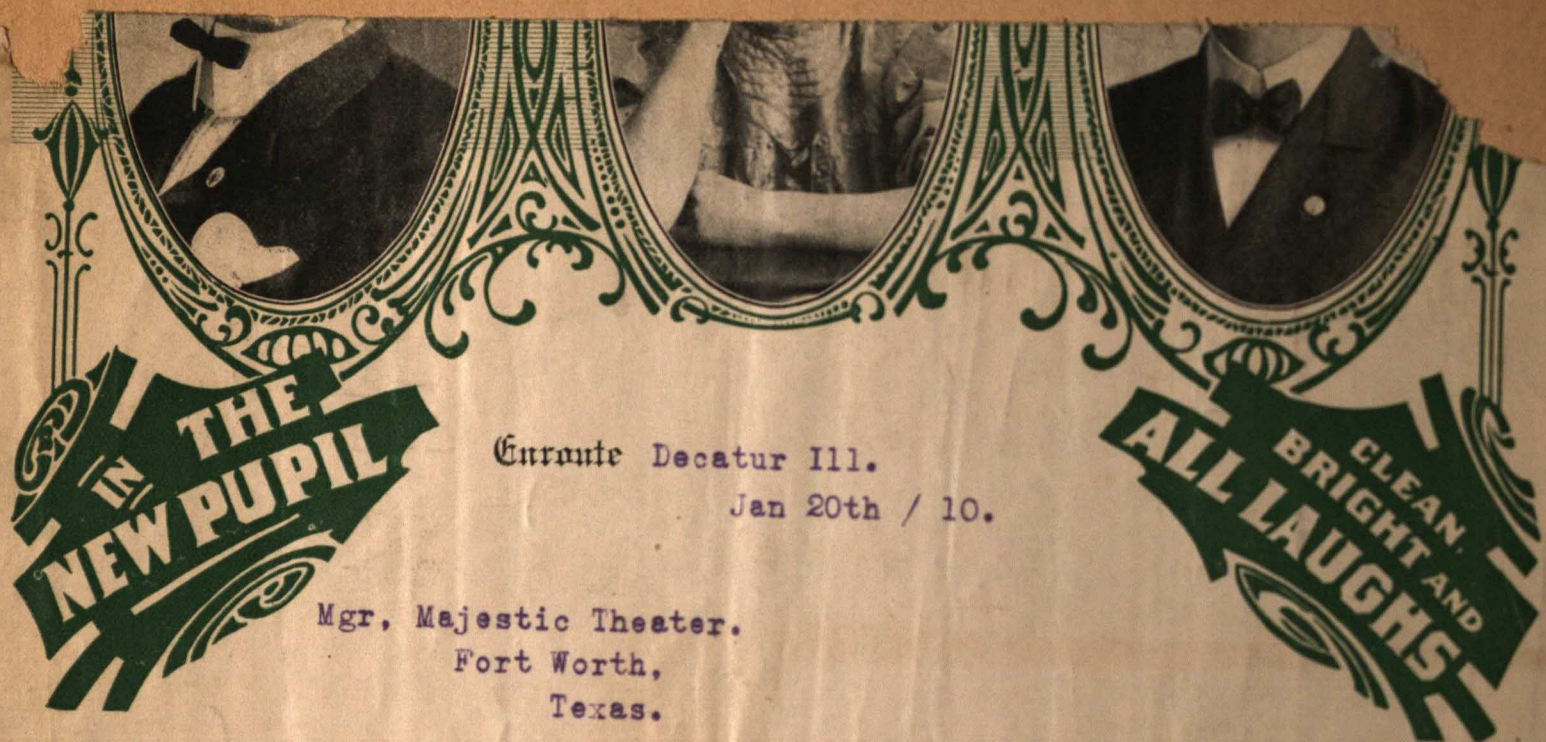 IN THE
NEW PUPIL
Enroute Decatur Ill.
Jan 20th / 10.
CLEAN,
BRIGHT AND
ALL LAUGHS
Mgr, Majestic Theater.
Fort Worth,
Texas.